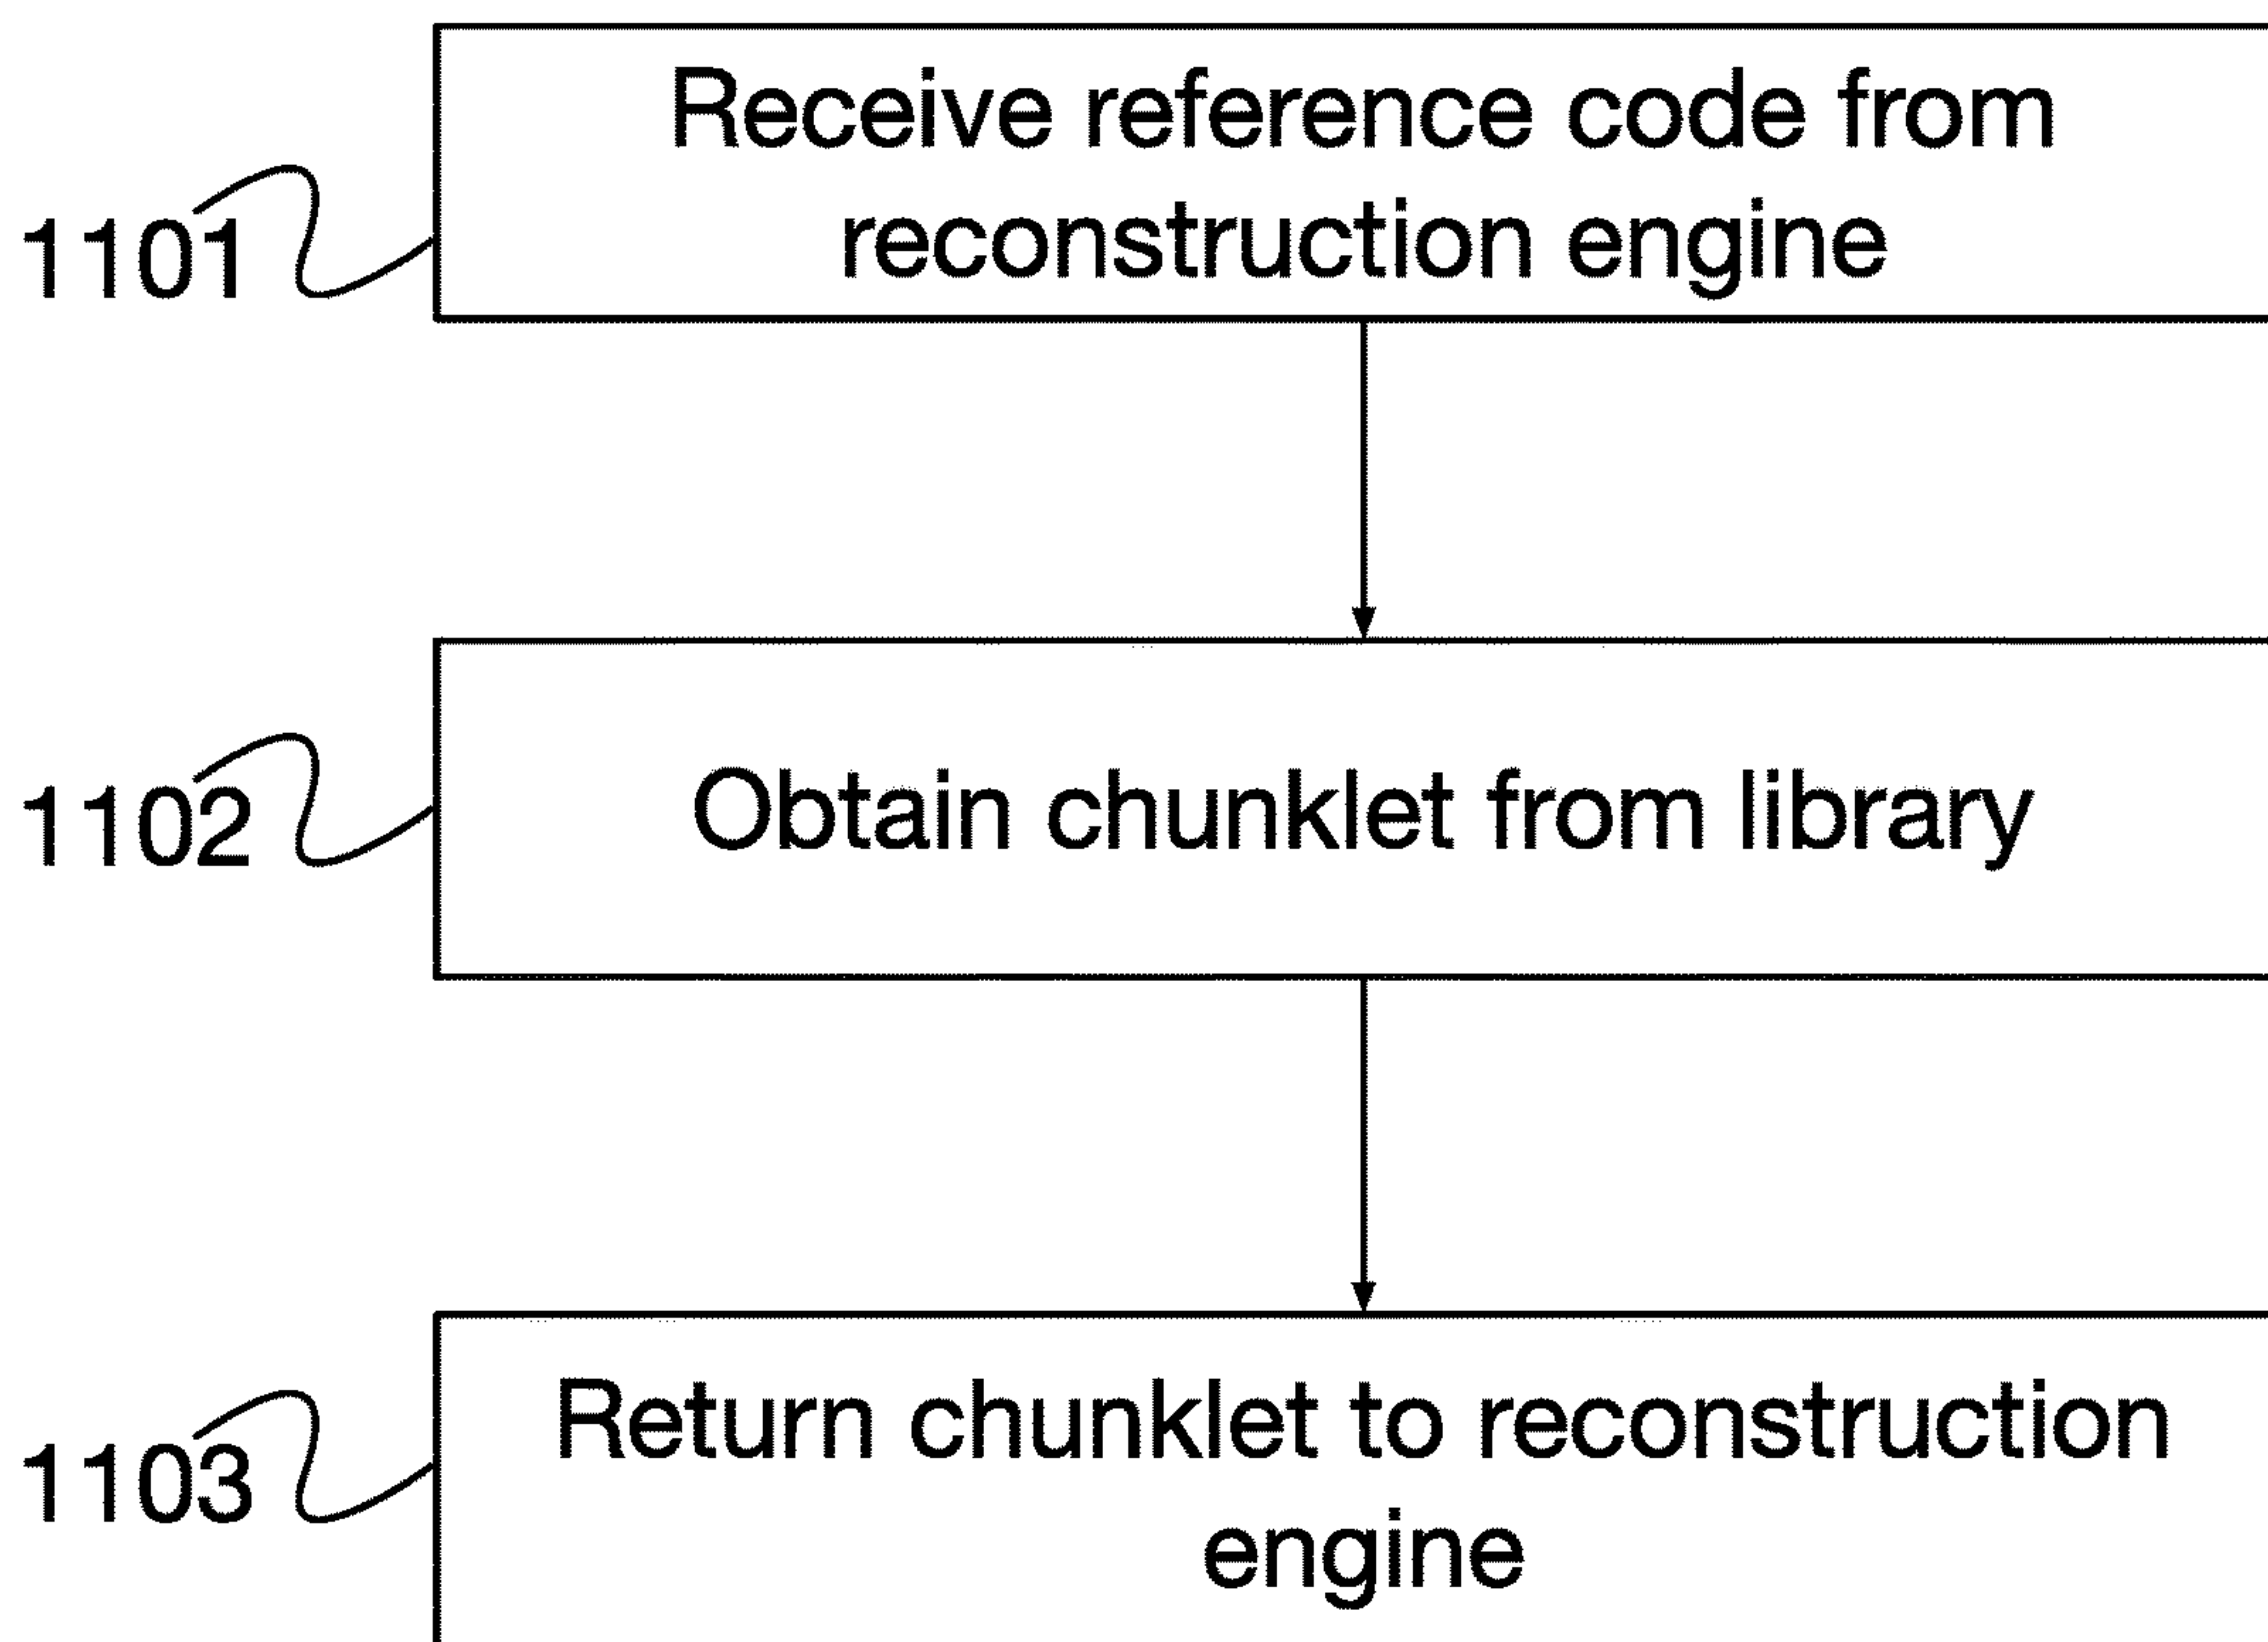 Receive reference code from
reconstruction engine
1101
Obtain chunklet from library
1102
Return chunklet to reconstruction
engine
1103